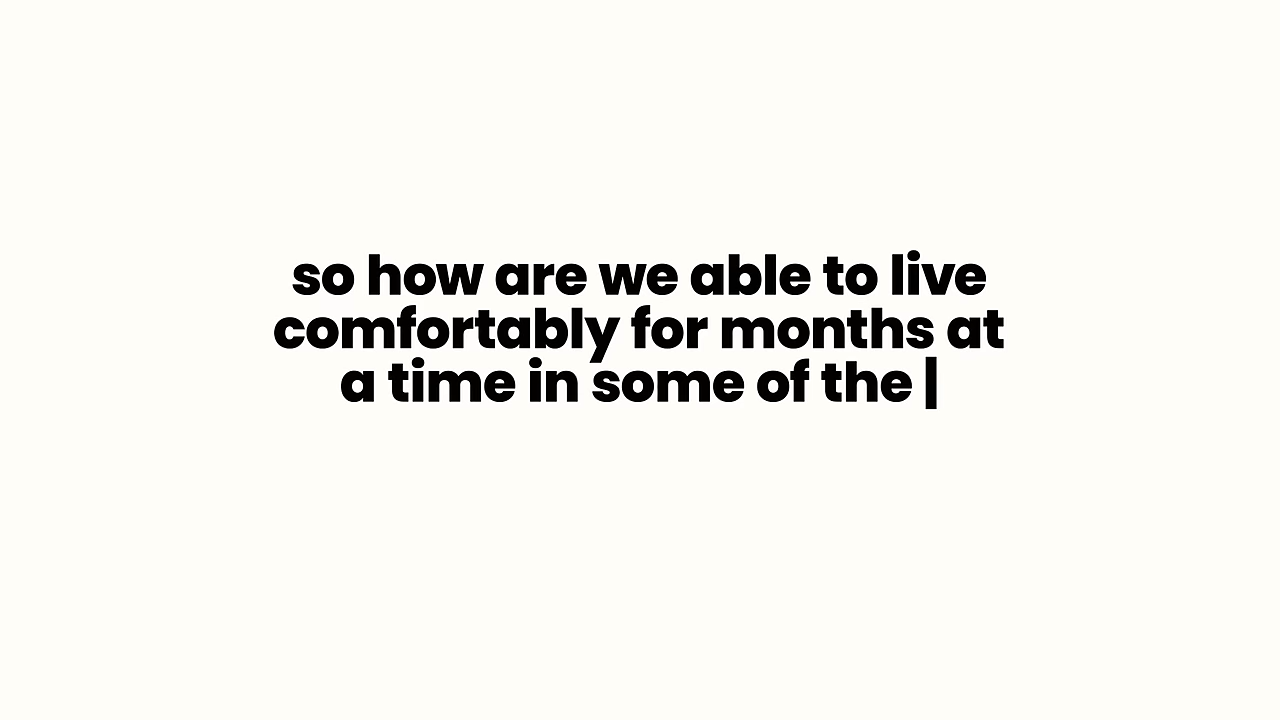 so how are we able to live
comfortably for months at
a time in some of the |